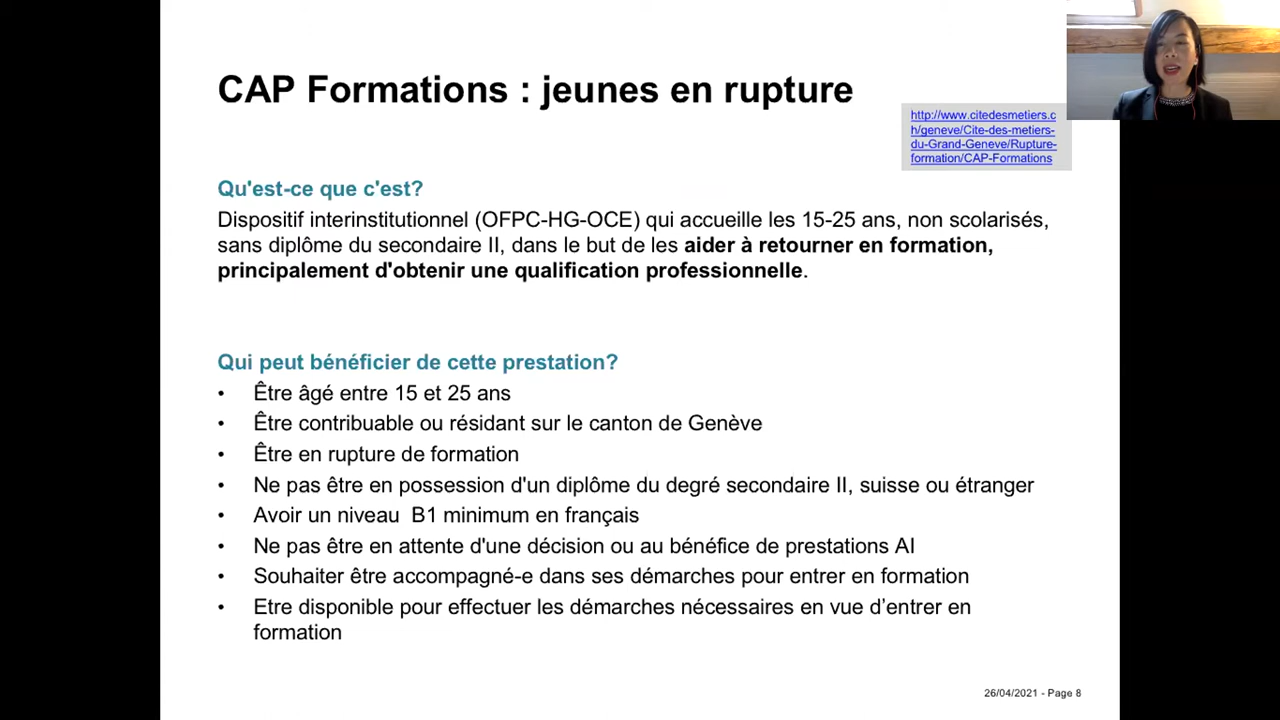 CAP Formations : jeunes en rupture
http://www.citedesmetiers.c
h/geneve/Cite-des-metiers-
du-Grand-Geneve/Rupture-
formation/CAP-Formations
Qu'est-ce que c'est?
Dispositif interinstitutionnel (OFPC-HG-OCE) qui accueille les 15-25 ans, non scolarisés,
sans diplôme du secondaire II, dans le but de les aider à retourner en formation,
principalement d'obtenir une qualification professionnelle.
Qui peut bénéficier de cette prestation?
• Être âgé entre 15 et 25 ans
• Être contribuable ou résidant sur le canton de Genève
• Être en rupture de formation
• Ne pas être en possession d'un diplôme du degré secondaire II, suisse ou étranger
• Avoir un niveau B1 minimum en français
• Ne pas être en attente d'une décision ou au bénéfice de prestations AI
• Souhaiter être accompagné-e dans ses démarches pour entrer en formation
• Etre disponible pour effectuer les démarches nécessaires en vue d’entrer en
formation
26/04/2021 - Page 8